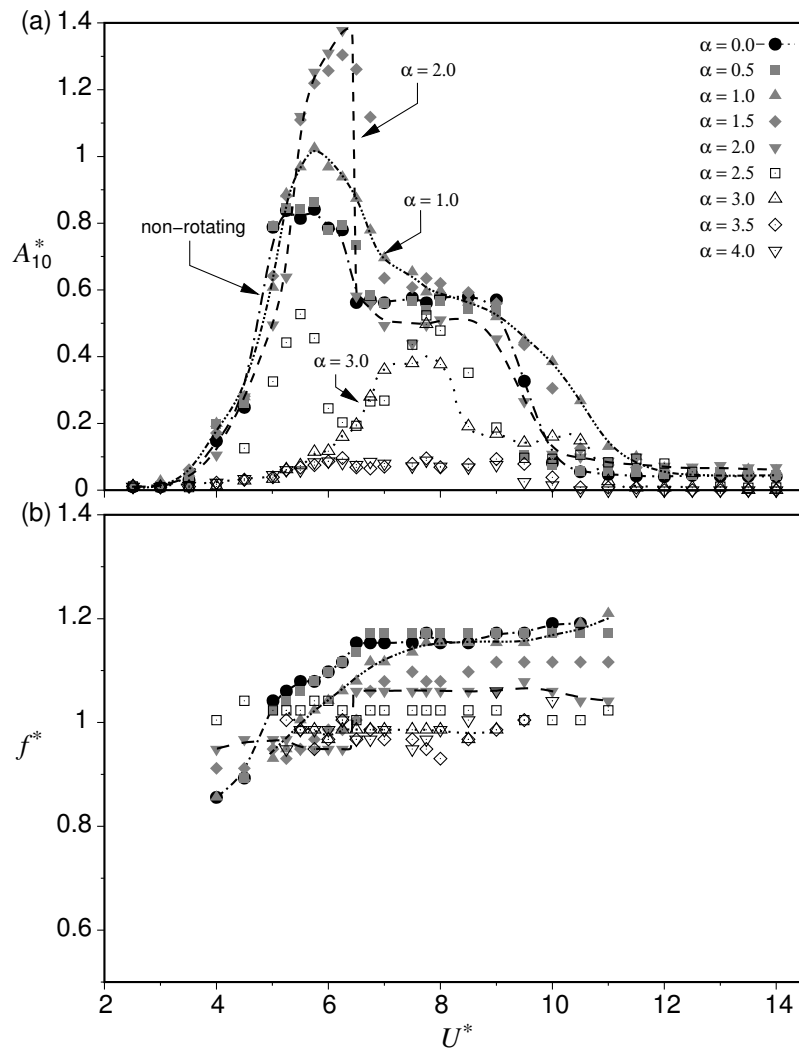 (a)
1.4
1.2
1
0.8
0.6
0.4
0.2
0
A*10
α = 2.0
α = 1.0
non−rotating
α = 3.0
α = 0.0
α = 0.5
α = 1.0
α = 1.5
α = 2.0
α = 2.5
α = 3.0
α = 3.5
α = 4.0
(b)
1.4
1.2
1
0.8
0.6
f*
2
4
6
8
10
12
14
U*